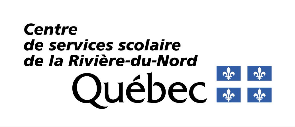 Centre
de services scolaire
de la Rivière-du-Nord
Québec